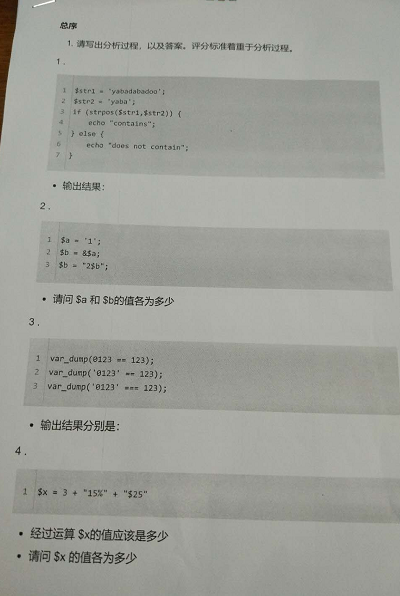 总序
1. 请写出分析过程，以及答案。评分标准着重于分析过程。
1.
1 $str1 = 'yabadabadoo';
2 $str2 = 'yaba';
3 if (strpos($str1,$str2)) {
4 echo "contains";
5 } else {
6 echo "does not contain";
7 }
• 输出结果：
2.
1 $a = '1';
2 $b = &$a;
3 $b = "2$b";
• 请问 $a 和 $b的值各为多少
3.
1 var_dump(0123 == 123);
2 var_dump('0123' == 123);
3 var_dump('0123' === 123);
• 输出结果分别是：
4.
1 $x = 3 + "15%" + "$25"
• 经过运算 $x的值应该是多少
• 请问 $x 的值各为多少